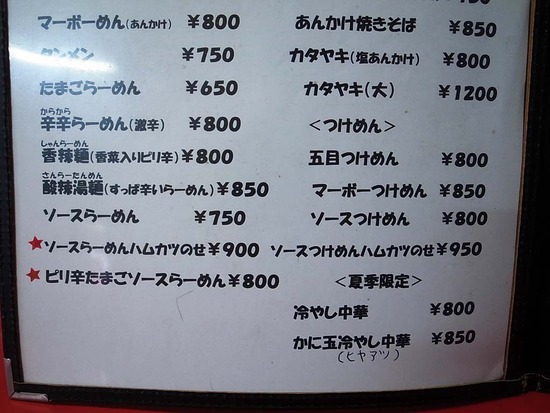 マーボーめん(あんかけ) ¥800
タンメン ¥750
たまごらーめん ¥650
からから
辛辛らーめん(激辛) ¥800
しゃんらーめん
香辣麺(香菜入りピリ辛) ¥800
さんらーたんめん
酸辣湯麺(すっぱ辛いらーめん) ¥850
ソースらーめん ¥750
★ソースらーめんハムカツのせ ¥900
★ピリ辛たまごソースらーめん ¥800
あんかけ焼きそば ¥850
カタヤキ(塩あんかけ) ¥800
カタヤキ(大) ¥1200
<つけめん>
五目つけめん ¥800
マーボーつけめん ¥850
ソースつけめん ¥800
ソースつけめんハムカツのせ ¥950
<夏季限定>
冷やし中華 ¥800
かに玉冷やし中華 ¥850
(ヒヤアツ)